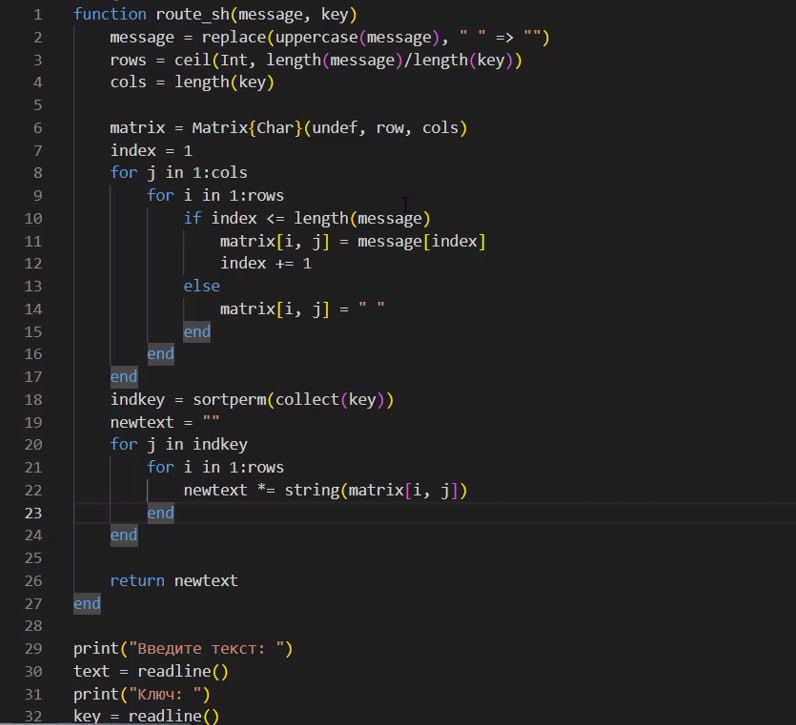 1 function route_sh(message, key)
2     message = replace(uppercase(message), " " => "")
3     rows = ceil(Int, length(message)/length(key))
4     cols = length(key)
5
6     matrix = Matrix{Char}(undef, row, cols)
7     index = 1
8     for j in 1:cols
9         for i in 1:rows
10             if index <= length(message)
11                 matrix[i, j] = message[index]
12                 index += 1
13             else
14                 matrix[i, j] = " "
15             end
16         end
17     end
18     indkey = sortperm(collect(key))
19     newtext = ""
20     for j in indkey
21         for i in 1:rows
22             newtext *= string(matrix[i, j])
23         end
24     end
25
26     return newtext
27 end
28
29 print("Введите текст: ")
30 text = readline()
31 print("Ключ: ")
32 key = readline()